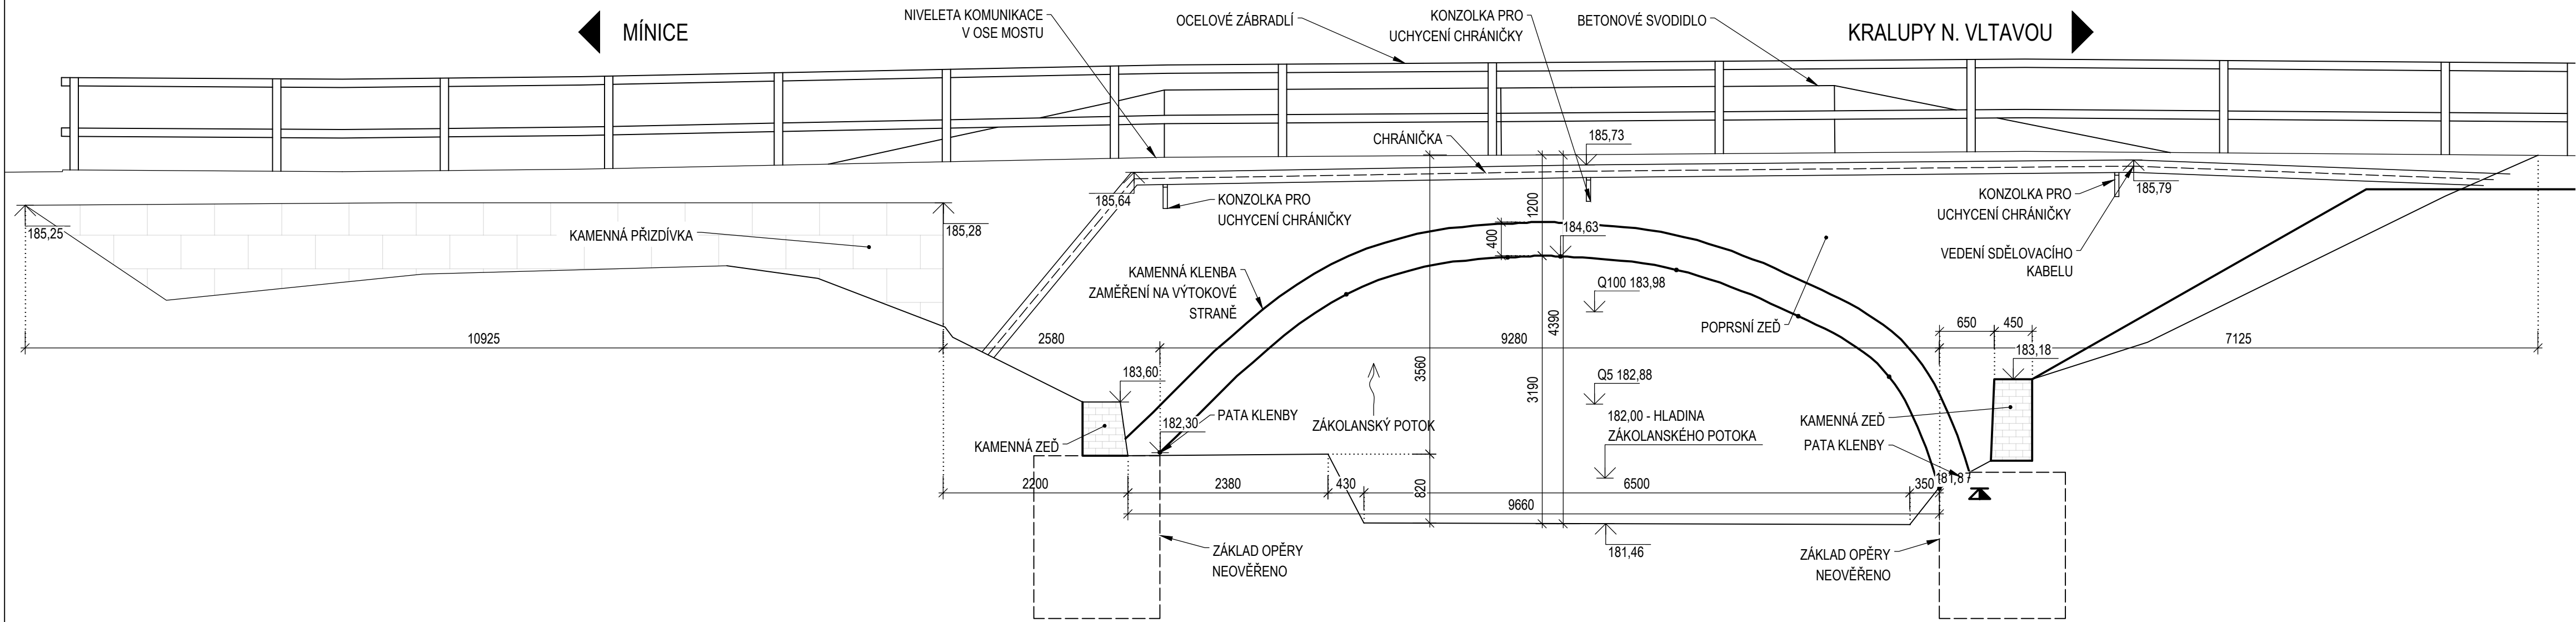 MÍNICE
NIVELETA KOMUNIKACE
V OSE MOSTU
OCELOVÉ ZÁBRADLÍ
KONZOLKA PRO
UCHYCENÍ CHRÁNIČKY
BETONOVÉ SVODIDLO
KRALUPY N. VLTAVOU
CHRÁNIČKA
185,73
185,25
KAMENNÁ PŘIZDÍVKA
185,28
185,64
KONZOLKA PRO
UCHYCENÍ CHRÁNIČKY
1200
400
184,63
KONZOLKA PRO
UCHYCENÍ CHRÁNIČKY
185,79
VEDENÍ SDĚLOVACÍHO
KABELU
KAMENNÁ KLENBA
ZAMĚŘENÍ NA VÝTOKOVÉ
STRANĚ
Q100 183,98
4390
POPRSNÍ ZEĎ
650
450
10925
2580
9280
7125
183,18
183,60
3560
3190
Q5 182,88
182,30
PATA KLENBY
ZÁKOLANSKÝ POTOK
182,00 - HLADINA
ZÁKOLANSKÉHO POTOKA
KAMENNÁ ZEĎ
KAMENNÁ ZEĎ
PATA KLENBY
181,87
2200
2380
430
820
6500
350
9660
181,46
ZÁKLAD OPĚRY
NEOVĚŘENO
ZÁKLAD OPĚRY
NEOVĚŘENO